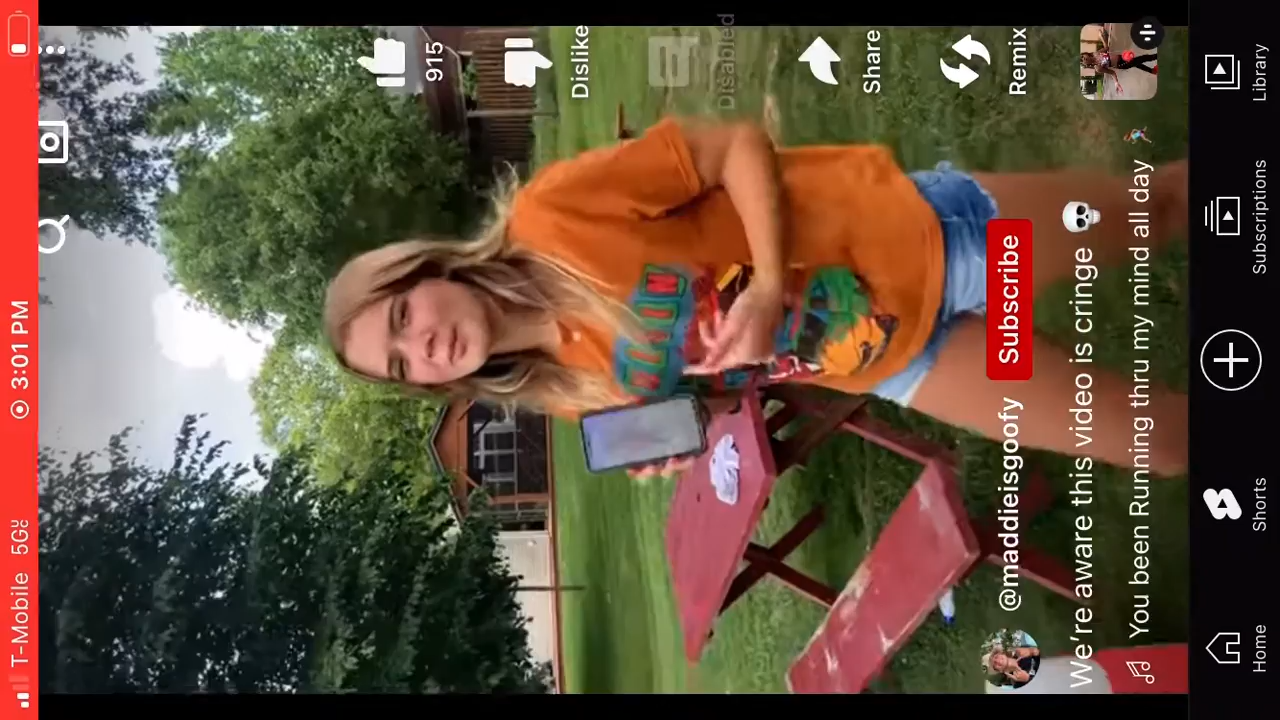 T-Mobile 5G 3:01 PM
915
Dislike
Disabled
Share
Remix
@maddieisgoofy Subscribe
We're aware this video is cringe 💀
You been Running thru my mind all day 🏃
Home
Shorts
Subscriptions
Library